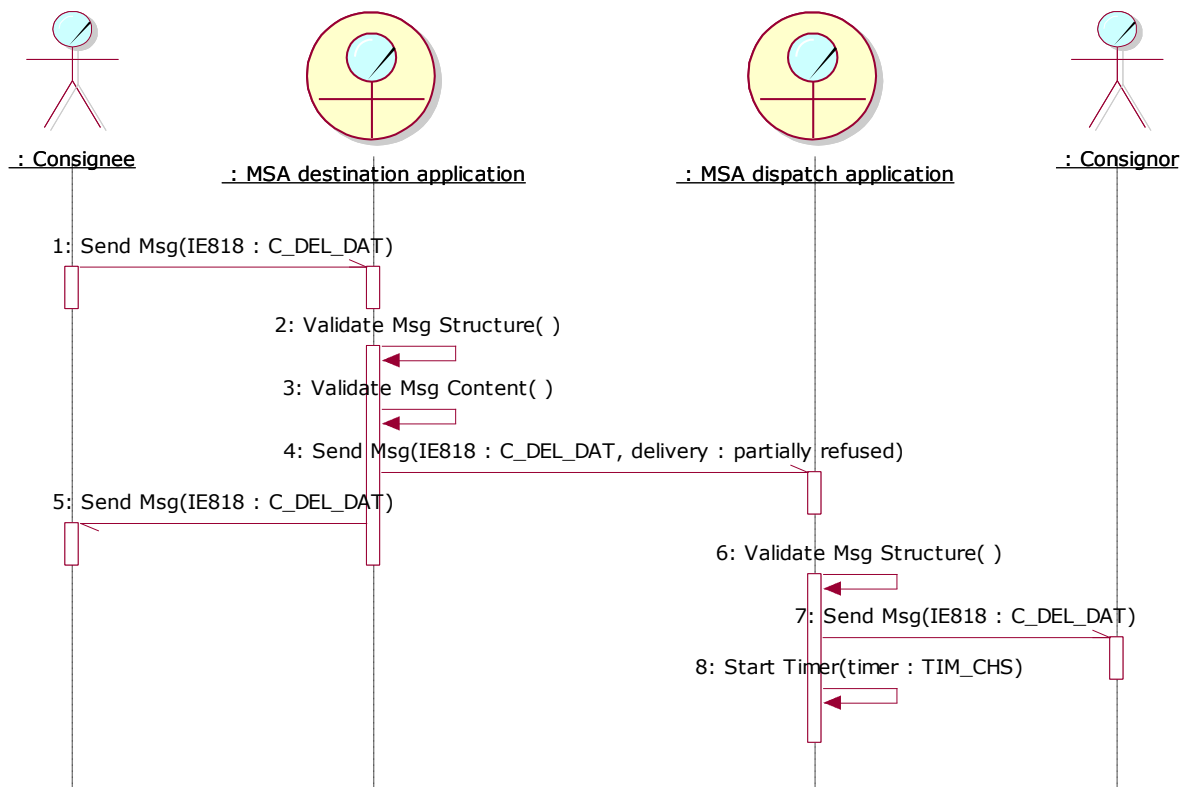 : Consignee
: MSA destination application
: MSA dispatch application
: Consignor
1: Send Msg(IE818 : C_DEL_DAT)
2: Validate Msg Structure( )
3: Validate Msg Content( )
4: Send Msg(IE818 : C_DEL_DAT, delivery : partially refused)
5: Send Msg(IE818 : C_DEL_DAT)
6: Validate Msg Structure( )
7: Send Msg(IE818 : C_DEL_DAT)
8: Start Timer(timer : TIM_CHS)